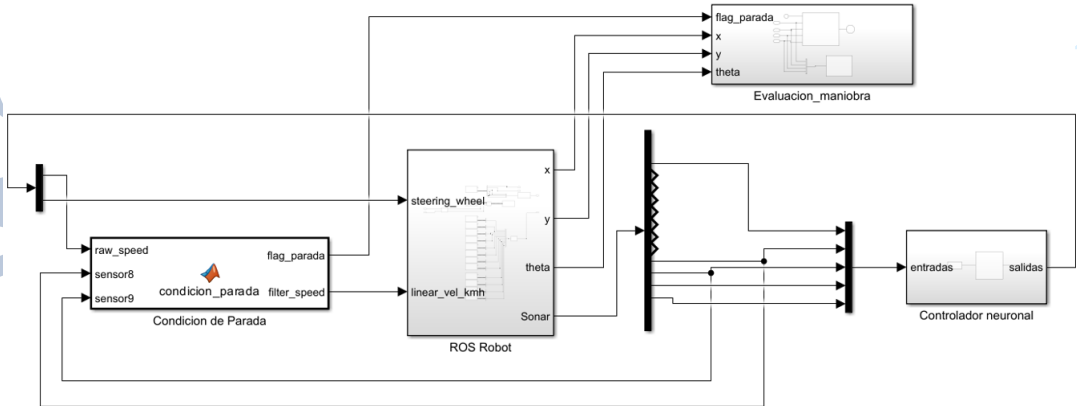 flag_parada
x
y
theta
Evaluacion_maniobra
raw_speed
sensor8
sensor9
flag_parada
filter_speed
condicion_parada
Condicion de Parada
steering_wheel
linear_vel_kmh
x
y
theta
Sonar
ROS Robot
entradas
salidas
Controlador neuronal